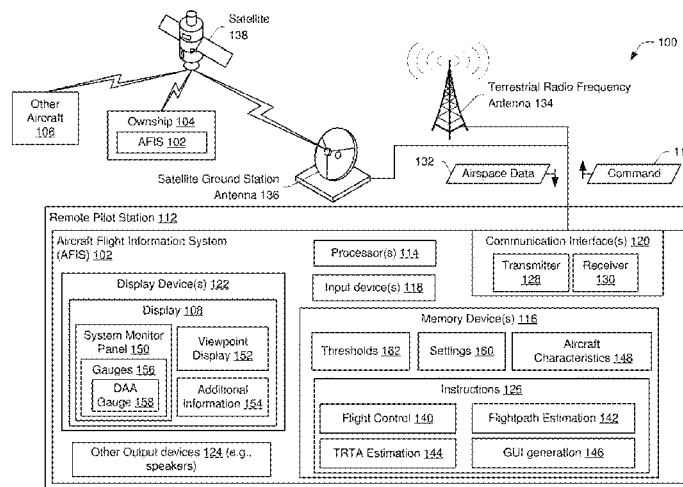 Satellite
138
100
Other
Aircraft
106
Ownship 104
AFIS 102
Terrestrial Radio Frequency
Antenna 134
Satellite Ground Station
Antenna 136
132
Airspace Data
11
Command
Remote Pilot Station 112
Aircraft Flight Information System
(AFIS) 102
Processor(s) 114
Input device(s) 118
Communication Interface(s) 120
Transmitter
128
Receiver
130
Display Device(s) 122
Display 108
System Monitor
Panel 150
Gauges 156
DAA
Gauge 158
Viewpoint
Display 152
Additional
Information 154
Other Output devices 124 (e.g.,
speakers)
Memory Device(s) 116
Thresholds 162
Settings 160
Aircraft
Characteristics 148
Instructions 126
Flight Control 140
Flightpath Estimation 142
TRTA Estimation 144
GUI generation 146